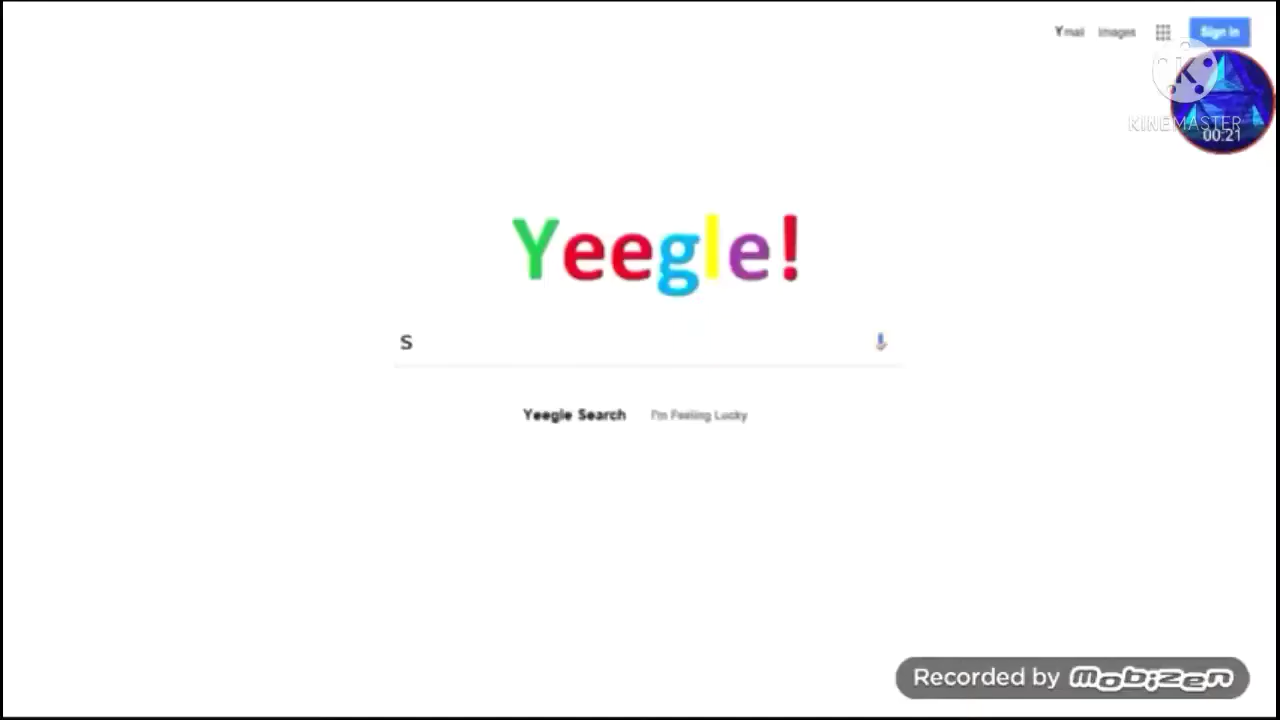 Ymail Images Sign in
KINEMASTER
00:21
Yeegle!
S
Yeegle Search I'm Feeling Lucky
Recorded by mobizen